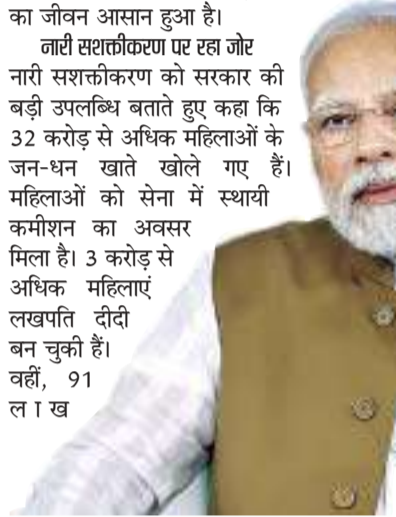 का जीवन आसान हुआ है।
नारी सशक्तीकरण पर रहा जोर
नारी सशक्तीकरण को सरकार की
बड़ी उपलब्धि बताते हुए कहा कि
32 करोड़ से अधिक महिलाओं के
जन-धन खाते खोले गए हैं।
महिलाओं को सेना में स्थायी
कमीशन का अवसर
मिला है। 3 करोड़ से
अधिक महिलाएं
लखपति दीदी
बन चुकी हैं।
वहीं, 91
ल ा ख